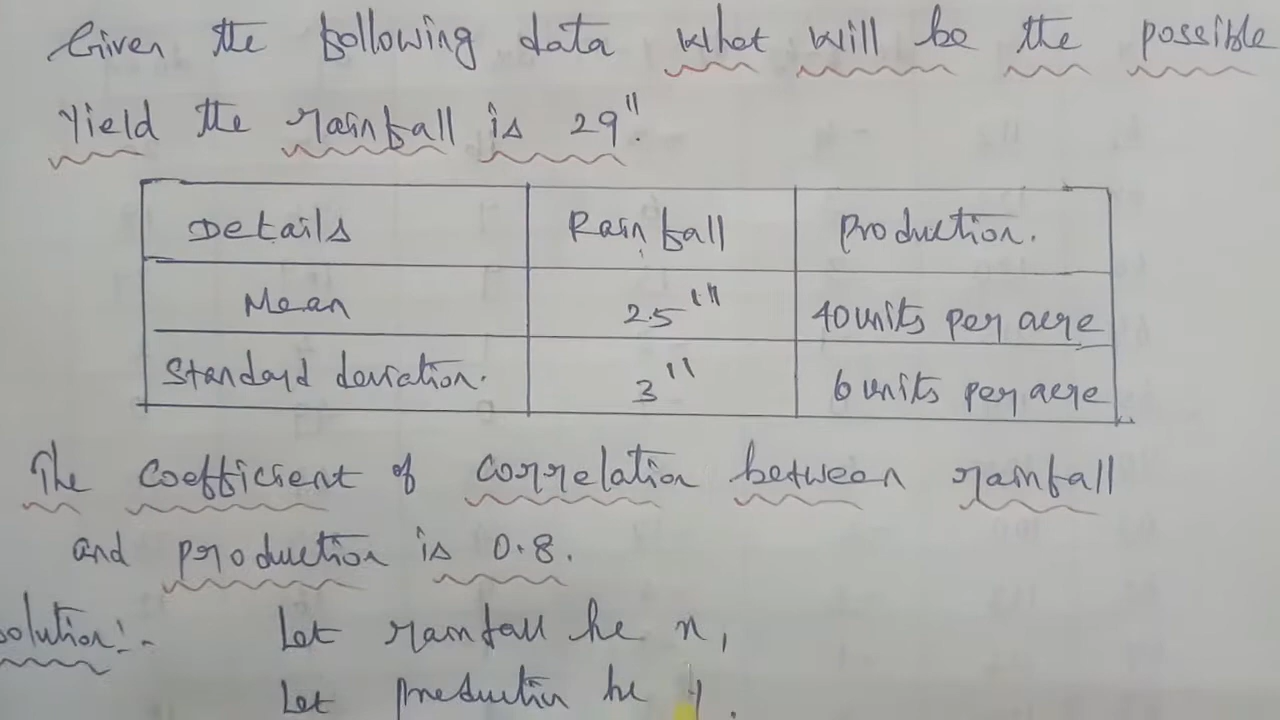 Given the following data what will be the possible
Yield the rainfall is 29".
Details Rainfall Production.
Mean 25" 40 units per acre
Standard deviation. 3" 6 units per acre
The coefficient of correlation between rainfall
and production is 0.8.
Solution:- Let rainfall be x,
Let production be y.